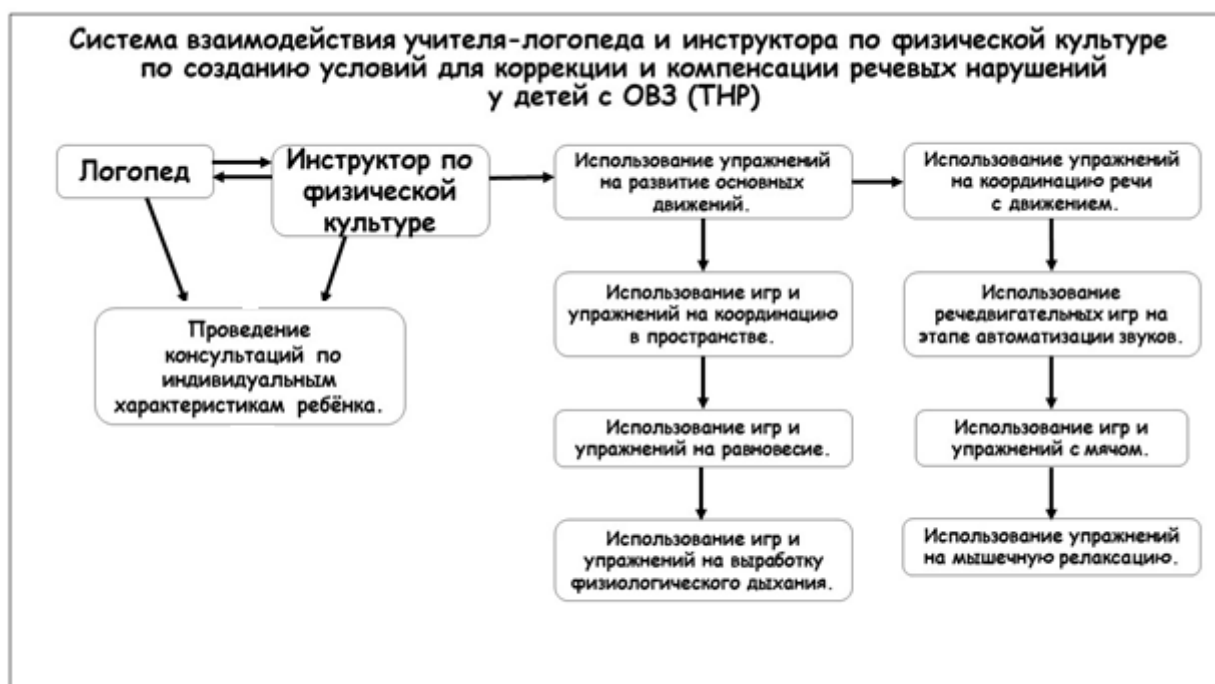 Система взаимодействия учителя-логопеда и инструктора по физической культуре
по созданию условий для коррекции и компенсации речевых нарушений
у детей с ОВЗ (ТНР)
Логопед
Инструктор по
физической
культуре
Проведение
консультаций по
индивидуальным
характеристикам ребёнка.
Использование упражнений
на развитие основных
движений.
Использование игр и
упражнений на координацию
в пространстве.
Использование игр и
упражнений на равновесие.
Использование игр и
упражнений на выработку
физиологического дыхания.
Использование упражнений
на координацию речи
с движением.
Использование
речедвигательных игр на
этапе автоматизации звуков.
Использование игр и
упражнений с мячом.
Использование упражнений
на мышечную релаксацию.